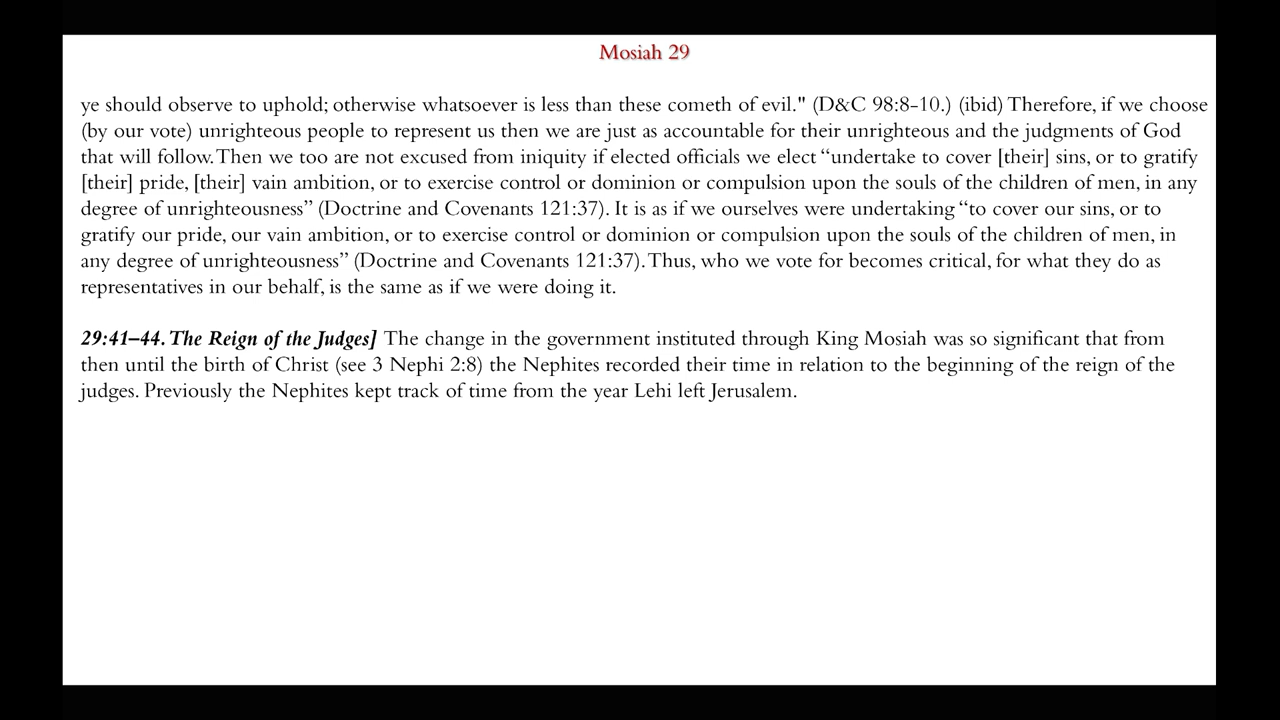 Mosiah 29
ye should observe to uphold; otherwise whatsoever is less than these cometh of evil." (D&C 98:8-10.) (ibid) Therefore, if we choose
(by our vote) unrighteous people to represent us then we are just as accountable for their unrighteous and the judgments of God
that will follow. Then we too are not excused from iniquity if elected officials we elect “undertake to cover [their] sins, or to gratify
[their] pride, [their] vain ambition, or to exercise control or dominion or compulsion upon the souls of the children of men, in any
degree of unrighteousness” (Doctrine and Covenants 121:37). It is as if we ourselves were undertaking “to cover our sins, or to
gratify our pride, our vain ambition, or to exercise control or dominion or compulsion upon the souls of the children of men, in
any degree of unrighteousness” (Doctrine and Covenants 121:37). Thus, who we vote for becomes critical, for what they do as
representatives in our behalf, is the same as if we were doing it.
29:41–44. The Reign of the Judges] The change in the government instituted through King Mosiah was so significant that from
then until the birth of Christ (see 3 Nephi 2:8) the Nephites recorded their time in relation to the beginning of the reign of the
judges. Previously the Nephites kept track of time from the year Lehi left Jerusalem.